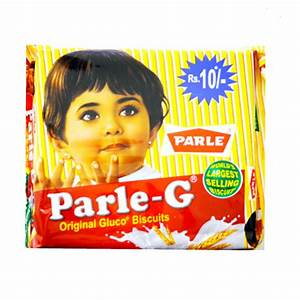 Rs.10/-
PARLE
WORLD'S
LARGEST
SELLING
BISCUIT
Parle-G®
Original Gluco® Biscuits